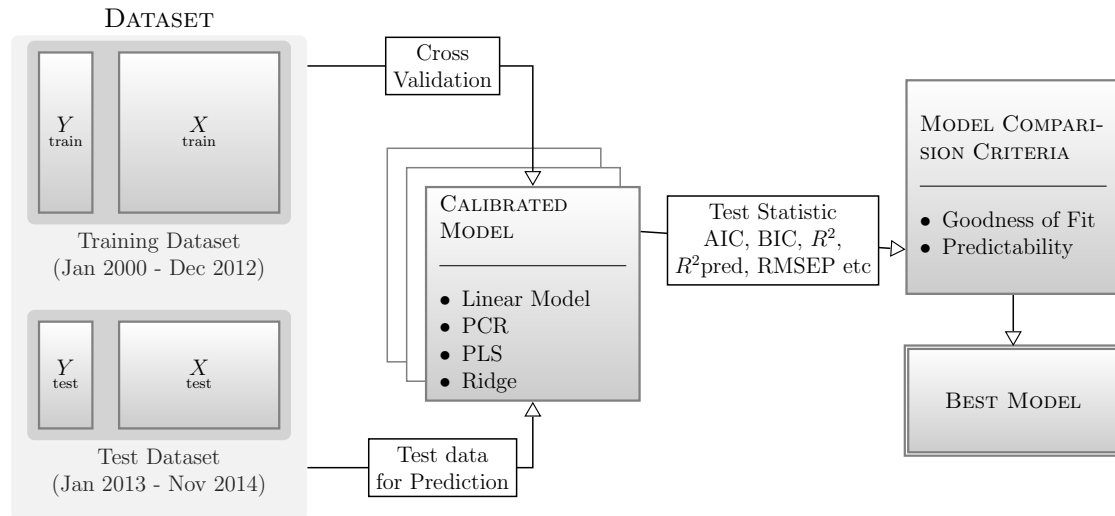 DATASET
Y
train
X
train
Training Dataset
(Jan 2000 - Dec 2012)
Y
test
X
test
Test Dataset
(Jan 2013 - Nov 2014)
Cross
Validation
CALIBRATED
MODEL
• Linear Model
• PCR
• PLS
• Ridge
Test data
for Prediction
Test Statistic
AIC, BIC, R²,
R²pred, RMSEP etc
MODEL COMPARI-
SION CRITERIA
• Goodness of Fit
• Predictability
BEST MODEL